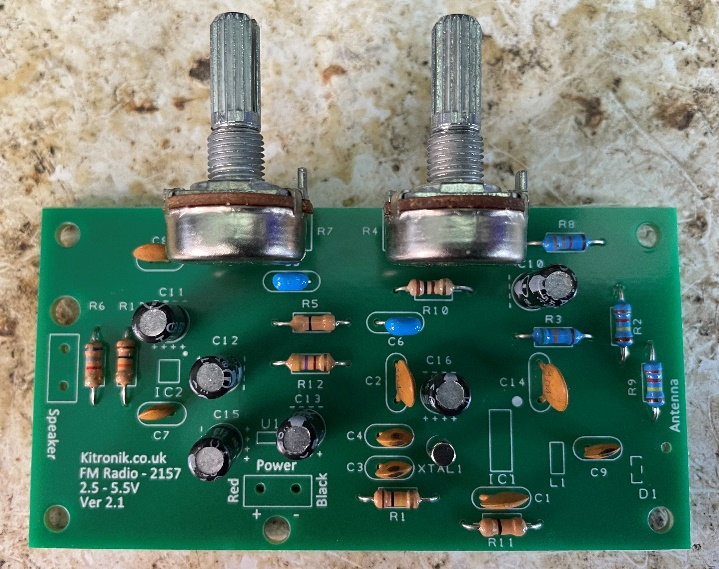 R7
R4
R8
C8
C10
C11
R6
R1
R5
R10
C6
R3
R2
C12
R12
C2
C16
C14
R9
IC2
C13
Antenna
Speaker
C7
C15
U1
C4
C3
XTAL1
IC1
L1
C9
D1
Kitronik.co.uk
FM Radio - 2157
2.5 - 5.5V
Ver 2.1
Power
Red
Black
+ -
R1
C1
R11